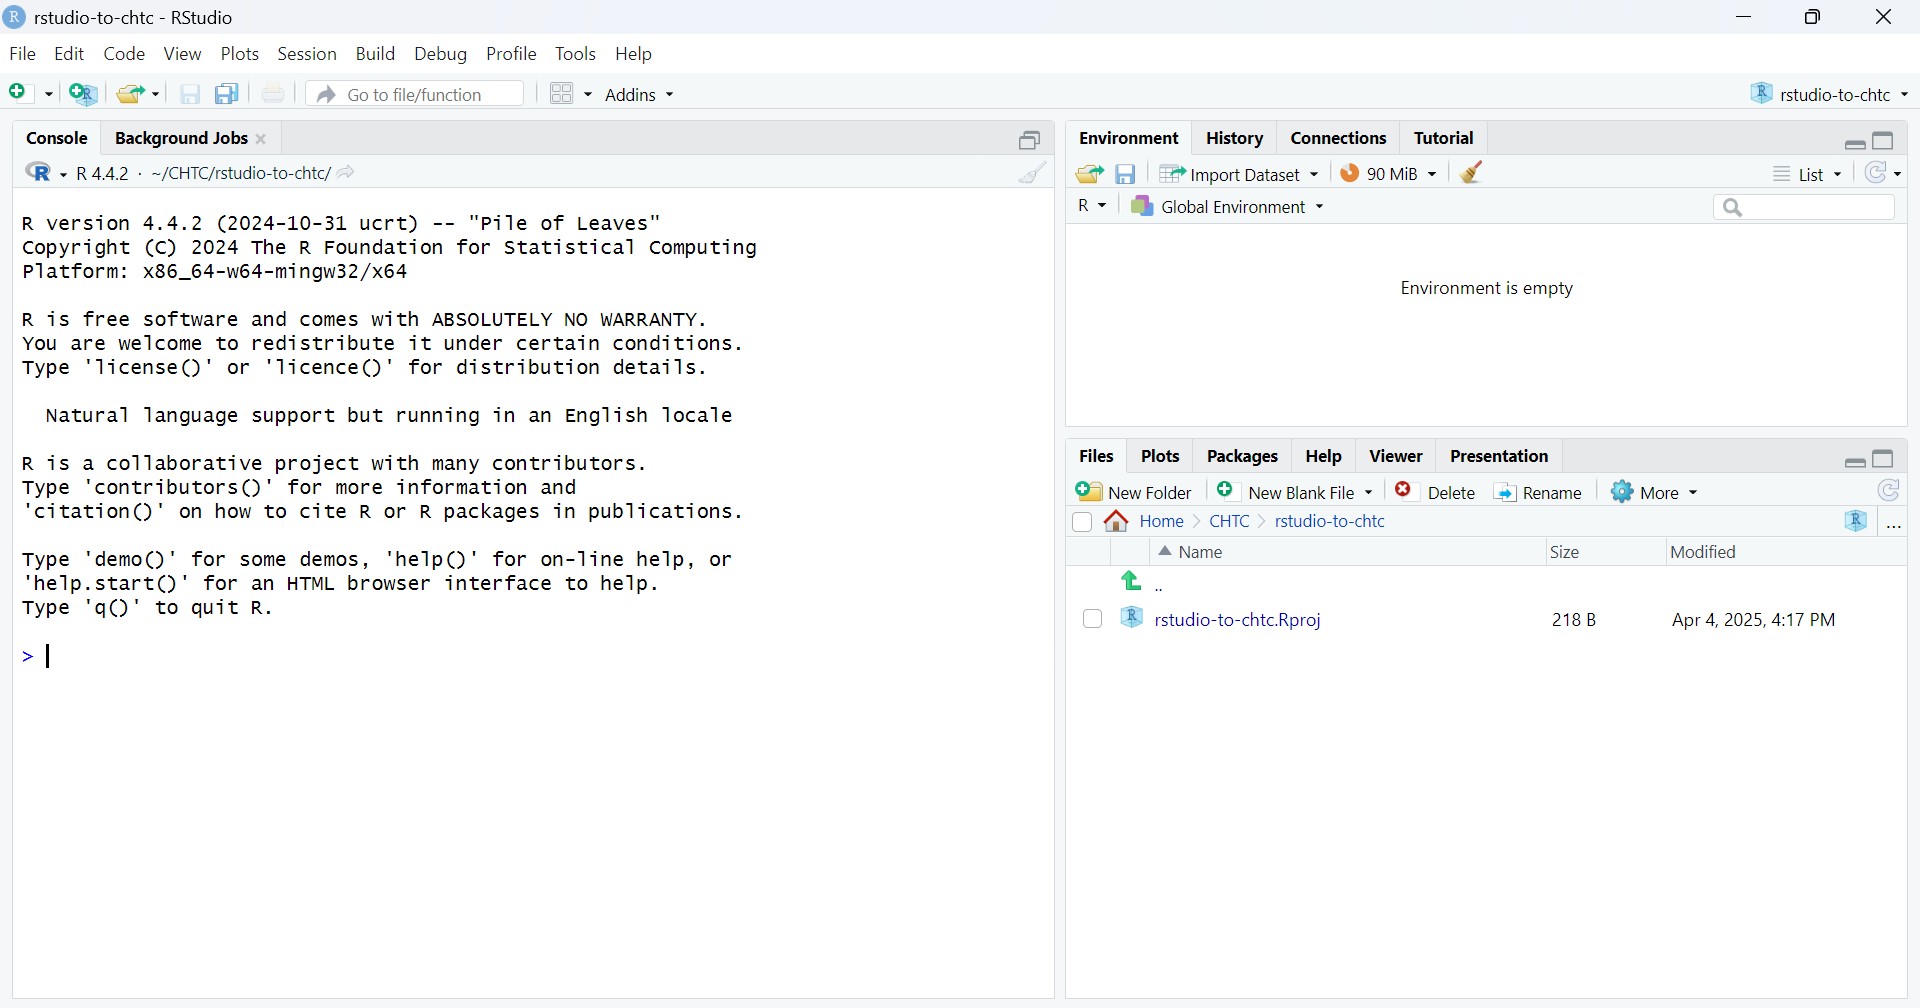 rstudio-to-chtc - RStudio
File Edit Code View Plots Session Build Debug Profile Tools Help
Go to file/function Addins rstudio-to-chtc
Console Background Jobs
R 4.4.2 · ~/CHTC/rstudio-to-chtc/
R version 4.4.2 (2024-10-31 ucrt) -- "Pile of Leaves"
Copyright (C) 2024 The R Foundation for Statistical Computing
Platform: x86_64-w64-mingw32/x64
R is free software and comes with ABSOLUTELY NO WARRANTY.
You are welcome to redistribute it under certain conditions.
Type 'license()' or 'licence()' for distribution details.
Natural language support but running in an English locale
R is a collaborative project with many contributors.
Type 'contributors()' for more information and
'citation()' on how to cite R or R packages in publications.
Type 'demo()' for some demos, 'help()' for on-line help, or
'help.start()' for an HTML browser interface to help.
Type 'q()' to quit R.
>
Environment History Connections Tutorial
Import Dataset 90 MiB List
R Global Environment
Environment is empty
Files Plots Packages Help Viewer Presentation
New Folder New Blank File Delete Rename More
Home CHTC rstudio-to-chtc ...
Name Size Modified
..
rstudio-to-chtc.Rproj 218 B Apr 4, 2025, 4:17 PM